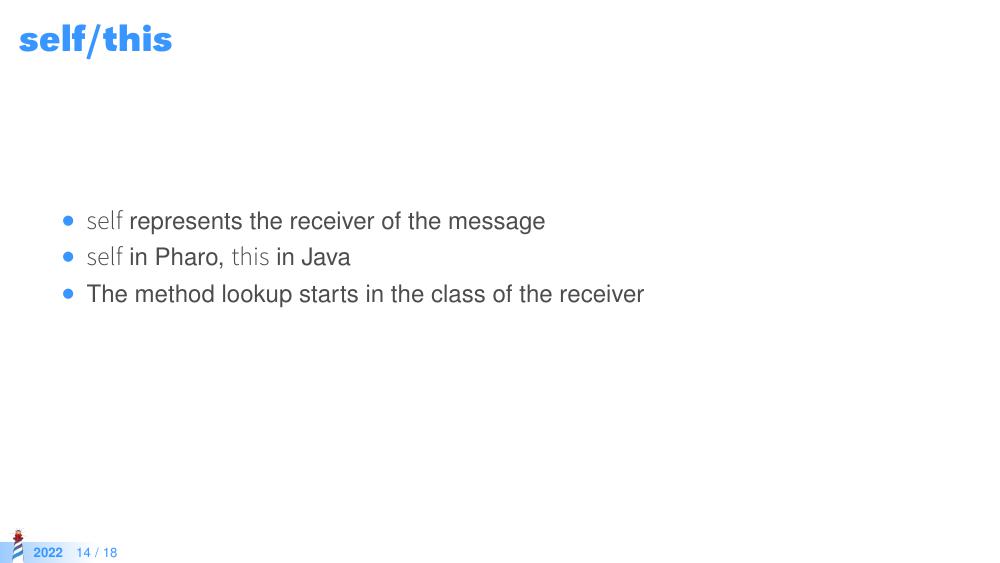 self/this
self represents the receiver of the message
self in Pharo, this in Java
The method lookup starts in the class of the receiver
2022 14 / 18